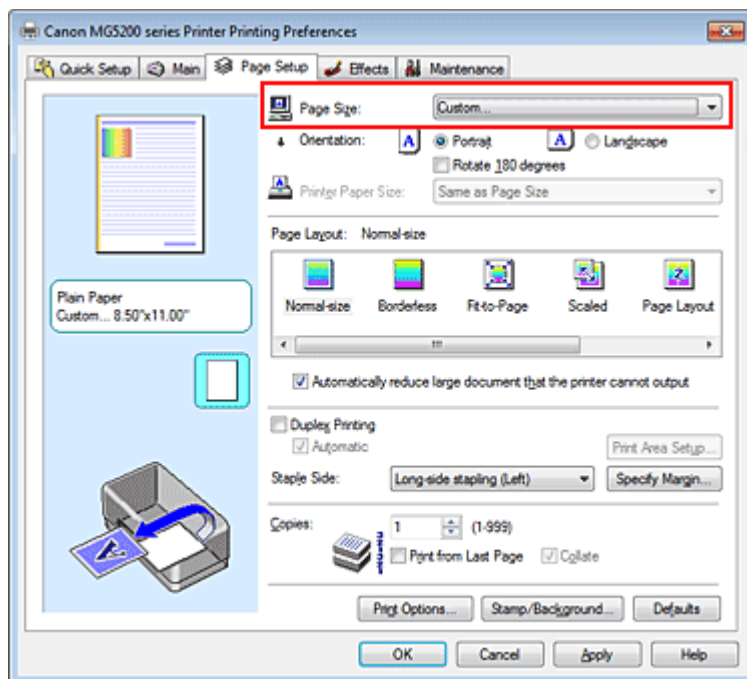 Canon MG5200 series Printer Printing Preferences
Quick Setup Main Page Setup Effects Maintenance
Page Size: Custom...
Orientation: A Portrait A Landscape
Rotate 180 degrees
Printer Paper Size: Same as Page Size
Page Layout: Normal-size
Normal-size Borderless Fit-to-Page Scaled Page Layout
Plain Paper
Custom... 8.50"x11.00"
Automatically reduce large document that the printer cannot output
Duplex Printing
Automatic
Print Area Setup...
Staple Side: Long-side stapling (Left) Specify Margin...
Copies: 1 (1-999)
Print from Last Page Collate
Print Options... Stamp/Background... Defaults
OK Cancel Apply Help